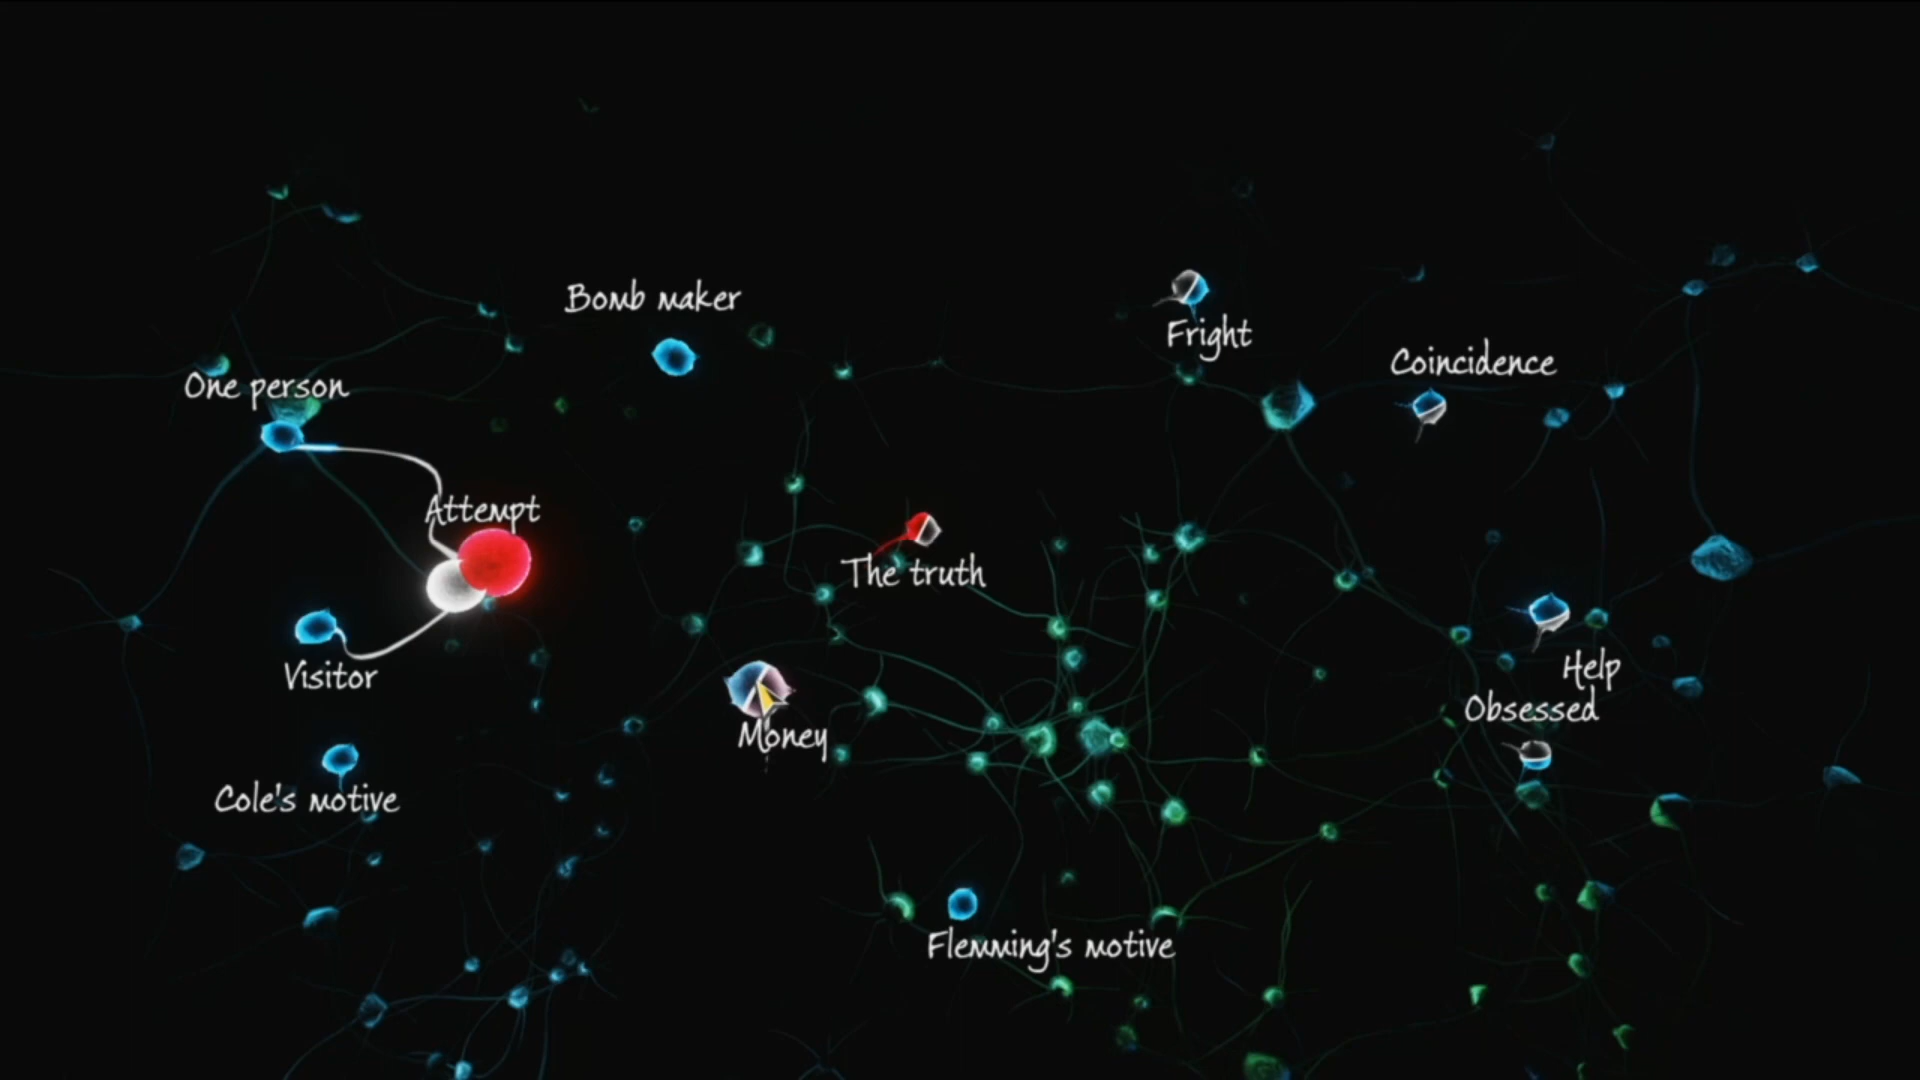 Bomb maker
Fright
Coincidence
One person
Attempt
The truth
Visitor
Help
Obsessed
Money
Cole's motive
Flemming's motive